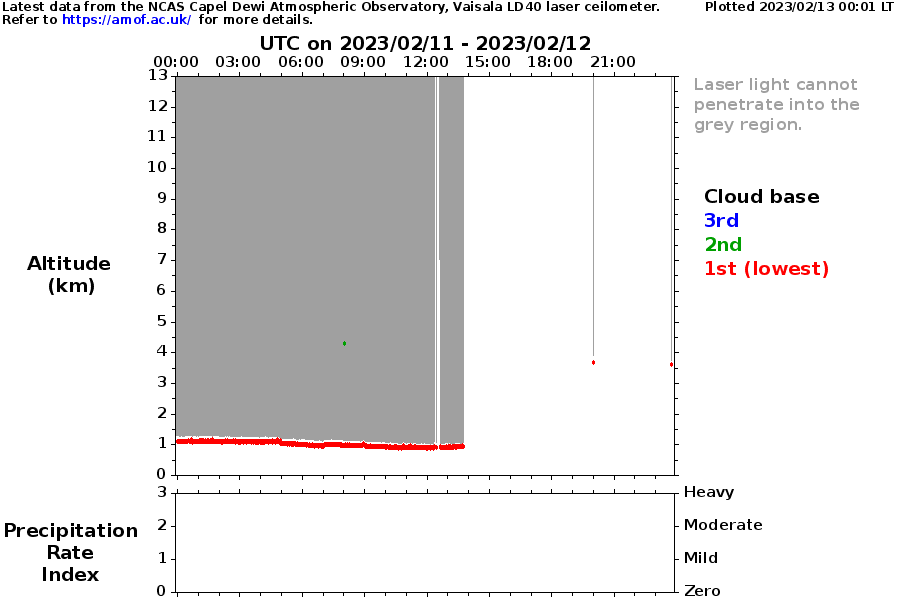 Latest data from the NCAS Capel Dewi Atmospheric Observatory, Vaisala LD40 laser ceilometer. Plotted 2023/02/13 00:01 LT
Refer to https://amof.ac.uk/ for more details.
UTC on 2023/02/11 - 2023/02/12
00:00 03:00 06:00 09:00 12:00 15:00 18:00 21:00
13
12
11
10
9
8
7
6
5
4
3
2
1
0
Altitude
(km)
Laser light cannot
penetrate into the
grey region.
Cloud base
3rd
2nd
1st (lowest)
3 Heavy
2 Moderate
1 Mild
0 Zero
Precipitation
Rate
Index